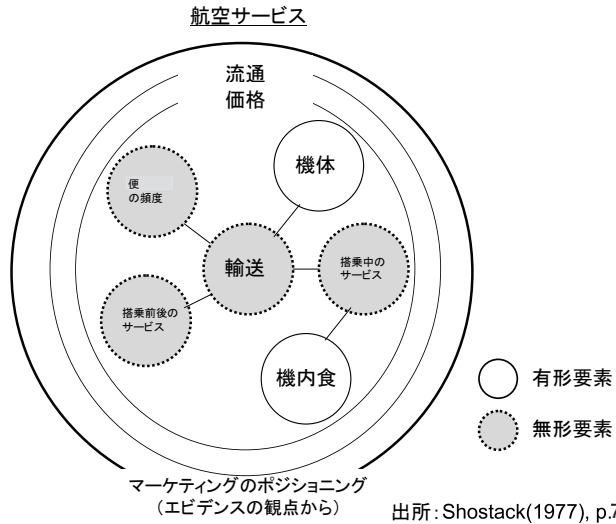 航空サービス
流通
価格
機体
便
の頻度
輸送
搭乗中の
サービス
搭乗前後の
サービス
機内食
有形要素
無形要素
マーケティングのポジショニング
(エビデンスの観点から)
出所:Shostack(1977), p.7